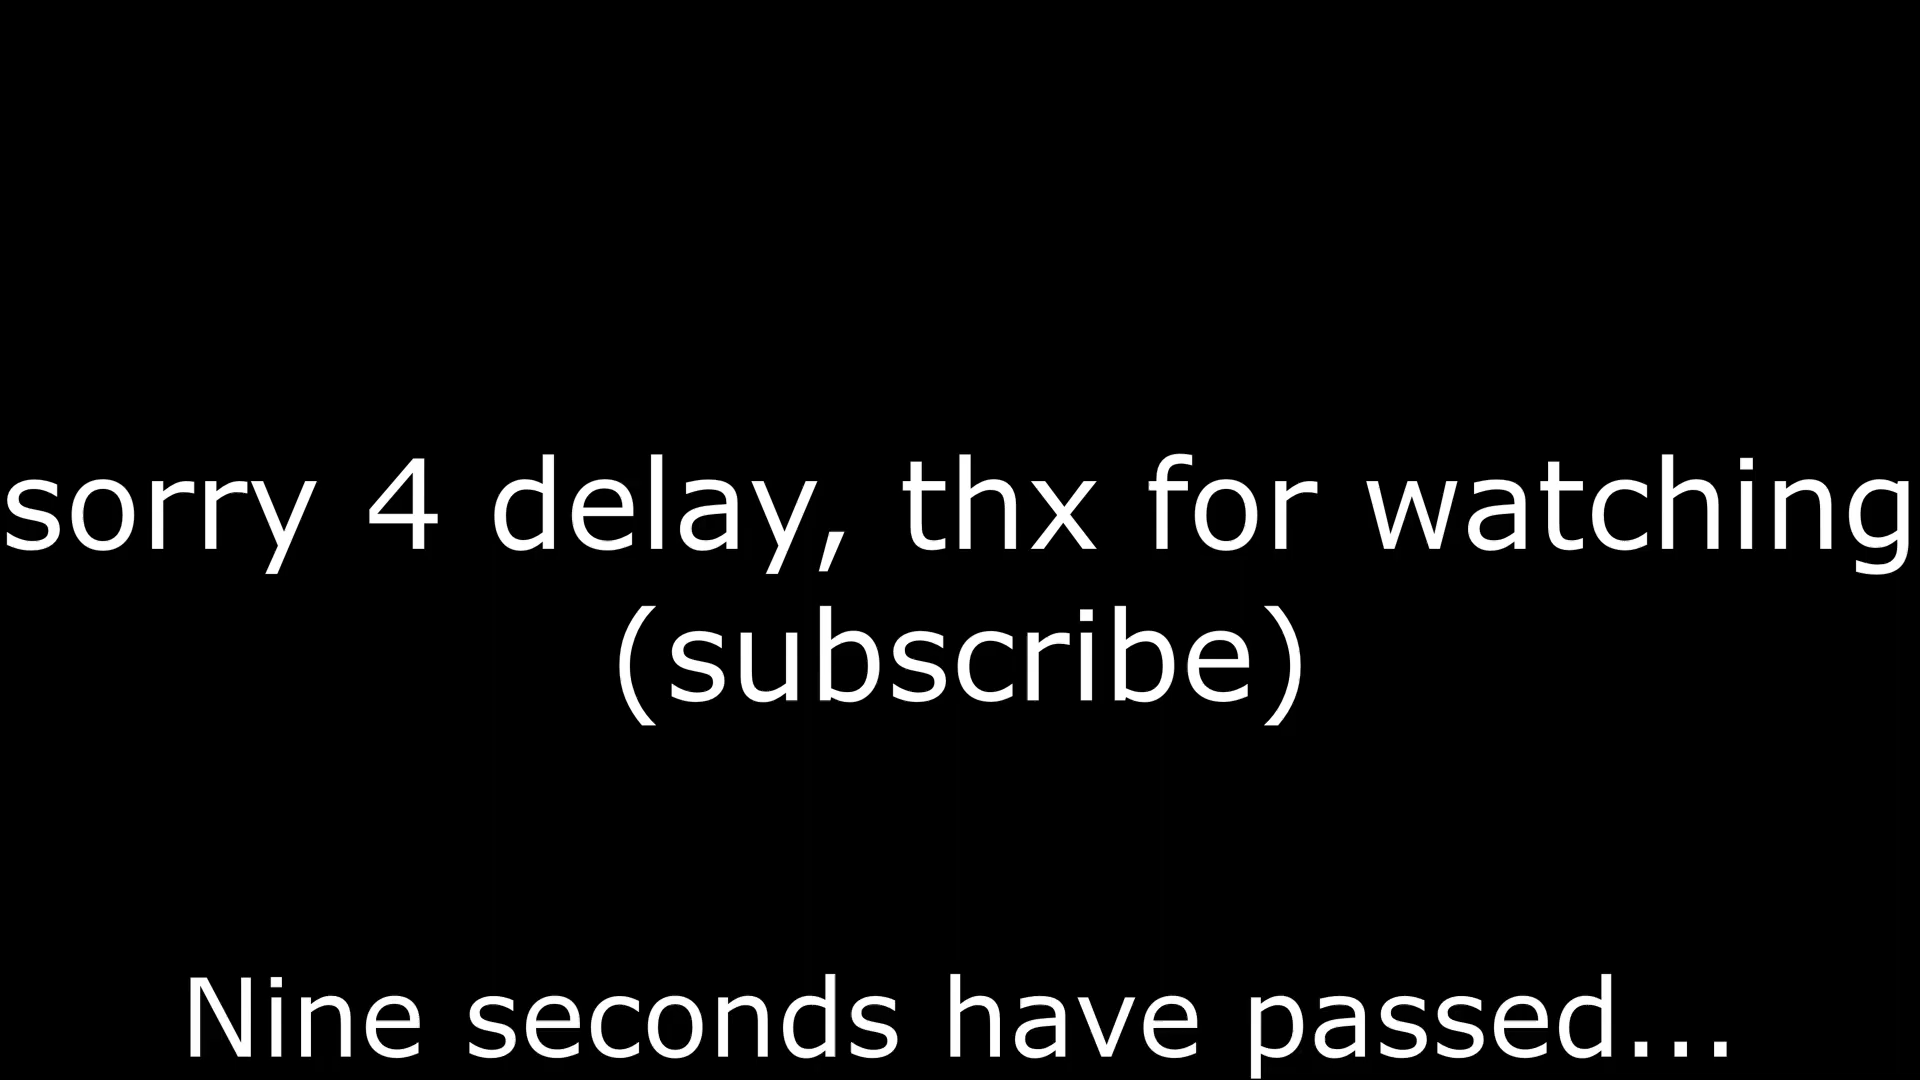 sorry 4 delay, thx for watching
(subscribe)
Nine seconds have passed...